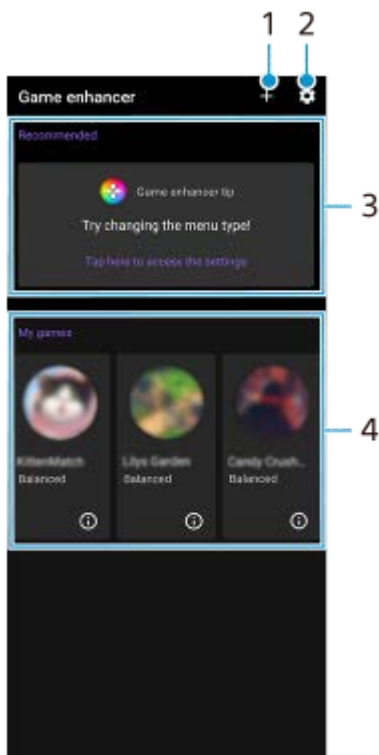 1 2
Game enhancer
Recommended
Game enhancer tip
Try changing the menu type!
Tap here to access the settings
3
My games
KittenMatch Lilys Garden Candy Crush...
Balanced Balanced Balanced
4